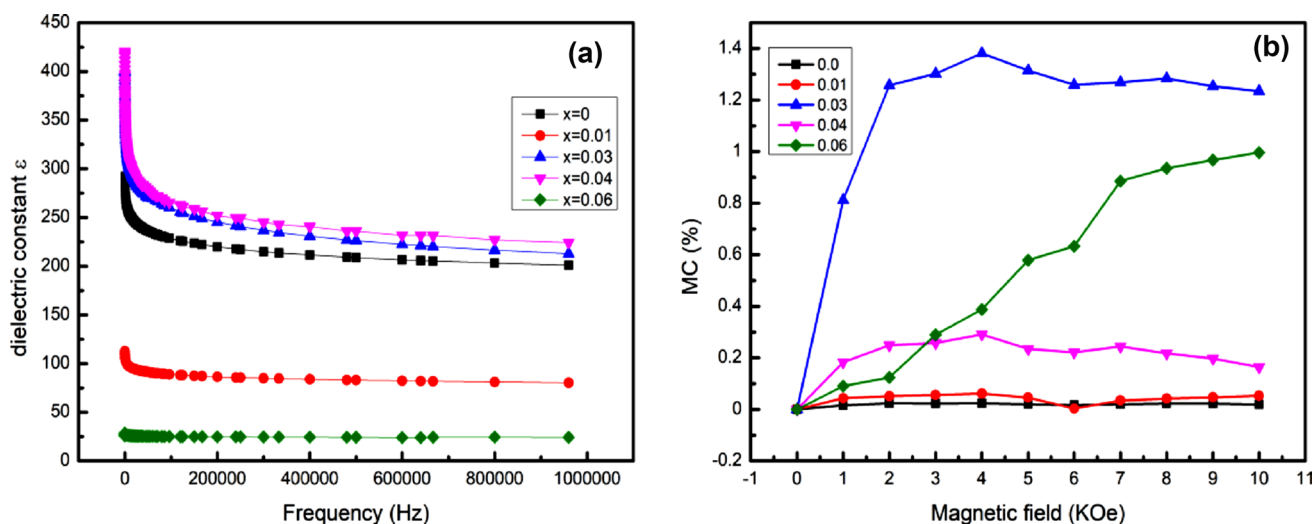 (a)
450
400
350
300
250
200
150
100
50
0
dielectric constant ε
x=0
x=0.01
x=0.03
x=0.04
x=0.06
0 200000 400000 600000 800000 1000000
Frequency (Hz)
(b)
1.4
1.2
1
0.8
0.6
0.4
0.2
0
-0.2
MC (%)
0.0
0.01
0.03
0.04
0.06
-1 0 1 2 3 4 5 6 7 8 9 10 11
Magnetic field (KOe)